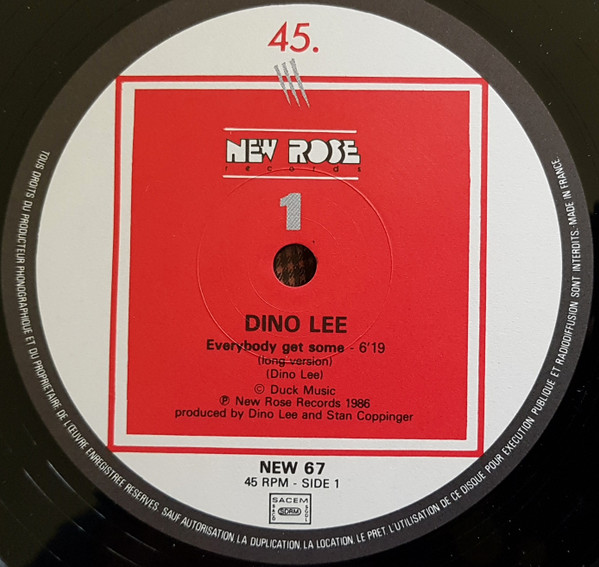 45.
NEW ROSE
records
1
DINO LEE
Everybody get some - 6'19
(long version)
(Dino Lee)
© Duck Music
℗ New Rose Records 1986
produced by Dino Lee and Stan Coppinger
NEW 67
45 RPM - SIDE 1
SACEM
SACD
SDRM
SGDL
TOUS DROITS DU PRODUCTEUR PHONOGRAPHIQUE ET DU PROPRIETAIRE DE L'ŒUVRE ENREGISTREE RESERVES. SAUF AUTORISATION, LA DUPLICATION, LA LOCATION, LE PRET, L'UTILISATION DE CE DISQUE POUR EXECUTION PUBLIQUE ET RADIODIFFUSION SONT INTERDITS. MADE IN FRANCE